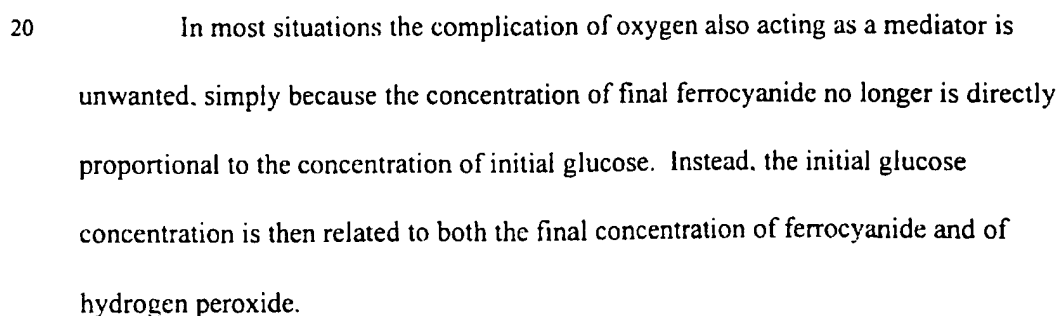 20 In most situations the complication of oxygen also acting as a mediator is
unwanted. simply because the concentration of final ferrocyanide no longer is directly
proportional to the concentration of initial glucose. Instead. the initial glucose
concentration is then related to both the final concentration of ferrocyanide and of
hydrogen peroxide.